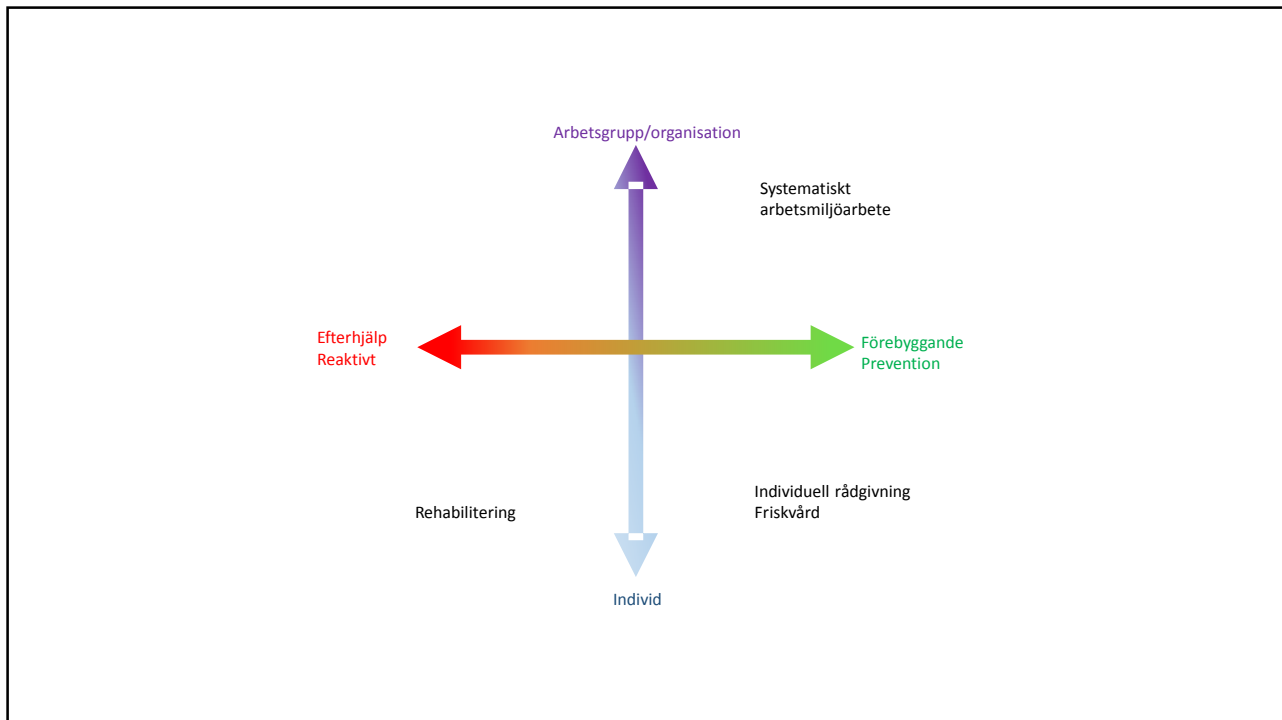 Arbetsgrupp/organisation
Systematiskt
arbetsmiljöarbete
Efterhjälp
Reaktivt
Förebyggande
Prevention
Individuell rådgivning
Friskvård
Rehabilitering
Individ